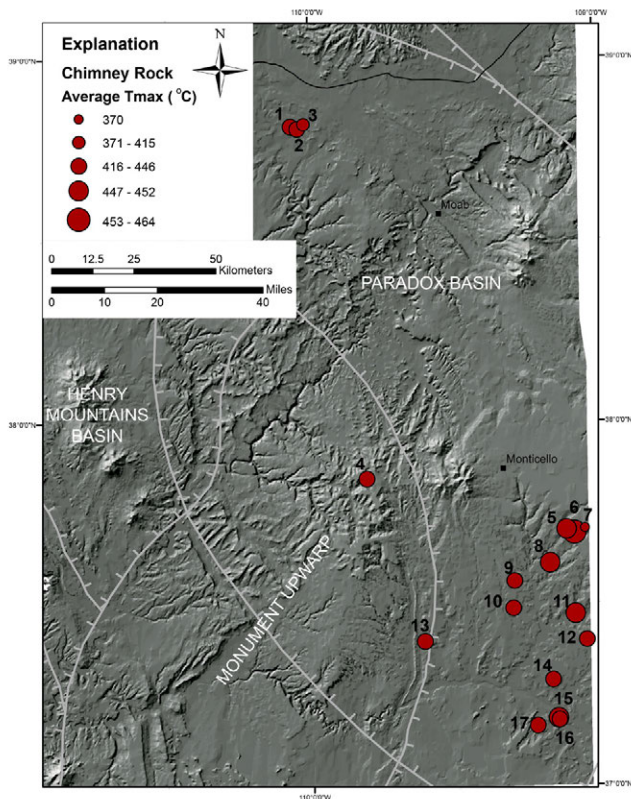 110°0'0"W
109°0'0"W
39°0'0"N
39°0'0"N
Explanation
N
Chimney Rock
Average Tmax ( °C)
370
371 - 415
416 - 446
447 - 452
453 - 464
0 12.5 25 50
Kilometers
Miles
0 10 20 40
1 3
2
Moab
PARADOX BASIN
HENRY
MOUNTAINS
BASIN
38°0'0"N
38°0'0"N
4
Monticello
5 6 7
8
9
10
11
MONUMENT UPWARP
13
12
14
15
17 16
37°0'0"N
110°0'0"W